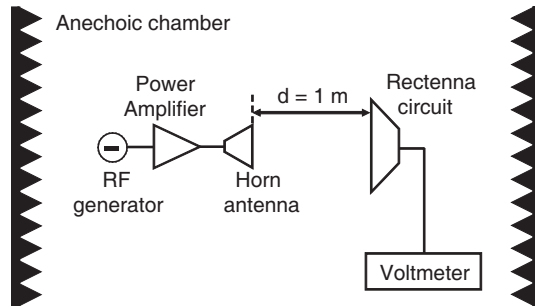 Anechoic chamber
Power
Amplifier
d = 1 m
Rectenna
circuit
RF
generator
Horn
antenna
Voltmeter